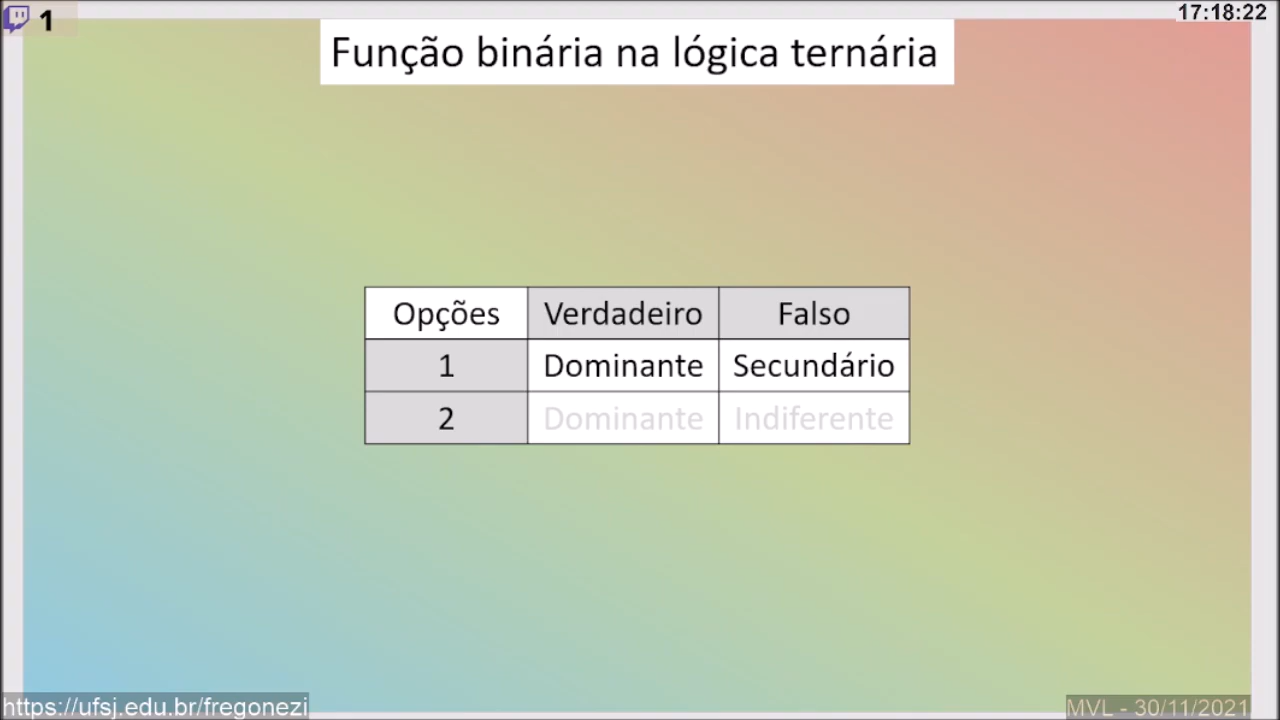 1
17:18:22
Função binária na lógica ternária
Opções Verdadeiro Falso
1 Dominante Secundário
2 Dominante Indiferente
https://ufsj.edu.br/fregonezi
MVL - 30/11/2021